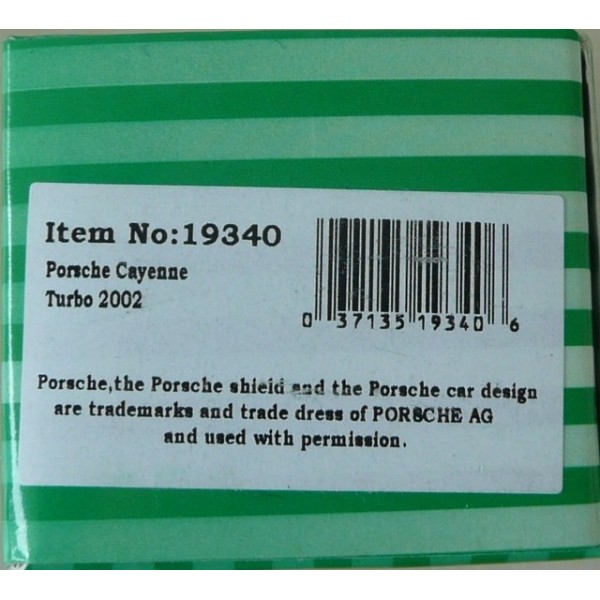 Item No:19340
Porsche Cayenne
Turbo 2002
0 37135 19340 6
Porsche,the Porsche shield and the Porsche car design
are trademarks and trade dress of PORSCHE AG
and used with permission.